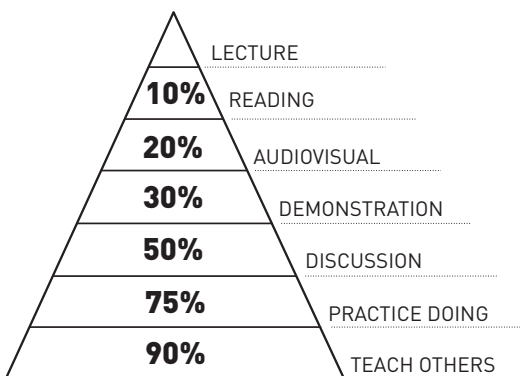 LECTURE
10% READING
20% AUDIOVISUAL
30% DEMONSTRATION
50% DISCUSSION
75% PRACTICE DOING
90% TEACH OTHERS